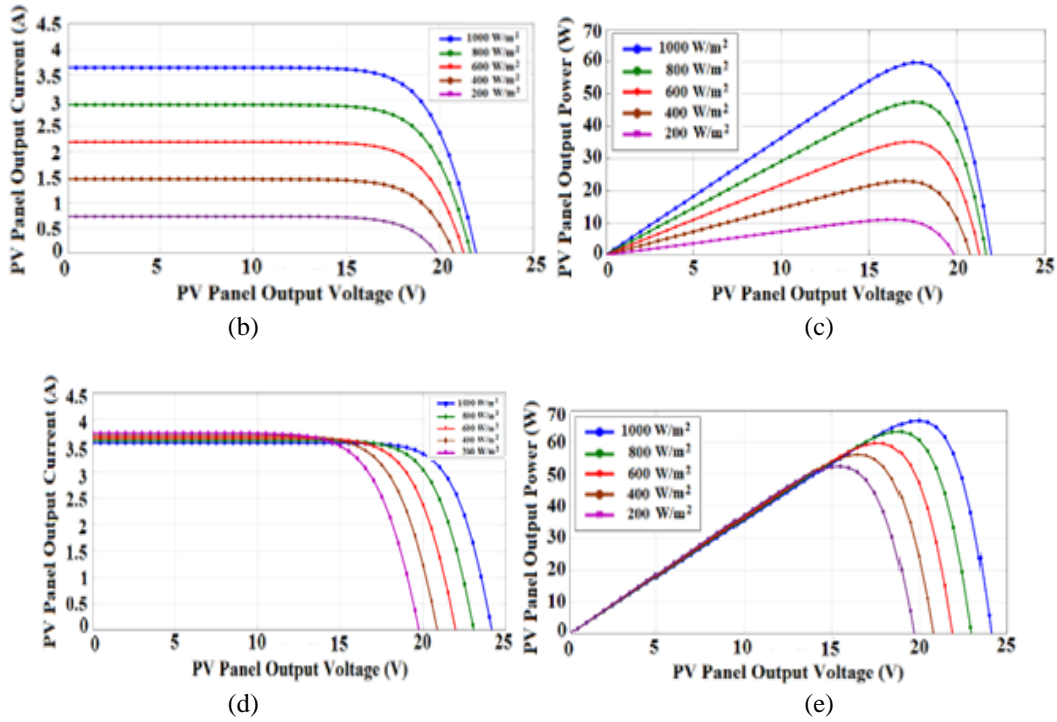 PV Panel Output Current (A)
4.5
4
3.5
3
2.5
2
1.5
1
0.5
0
1000 W/m²
800 W/m²
600 W/m²
400 W/m²
200 W/m²
0 5 10 15 20 25
PV Panel Output Voltage (V)
(b)
PV Panel Output Power (W)
70
60
50
40
30
20
10
0
1000 W/m²
800 W/m²
600 W/m²
400 W/m²
200 W/m²
0 5 10 15 20 25
PV Panel Output Voltage (V)
(c)
PV Panel Output Current (A)
4.5
4
3.5
3
2.5
2
1.5
1
0.5
0
1000 W/m²
800 W/m²
600 W/m²
400 W/m²
200 W/m²
0 5 10 15 20 25
PV Panel Output Voltage (V)
(d)
PV Panel Output Power (W)
70
60
50
40
30
20
10
0
1000 W/m²
800 W/m²
600 W/m²
400 W/m²
200 W/m²
0 5 10 15 20 25
PV Panel Output Voltage (V)
(e)